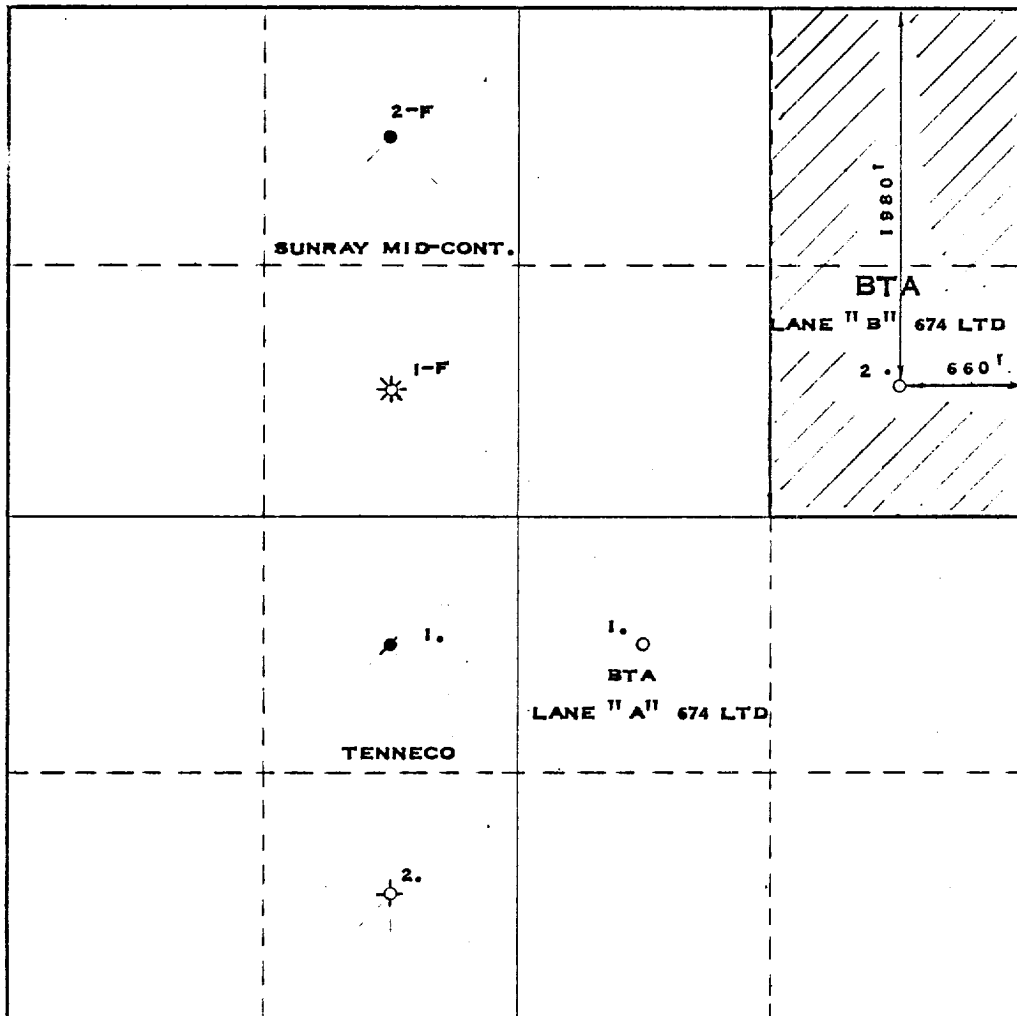 2-F
1980'
SUNRAY MID-CONT.
BTA
LANE "B" 674 LTD
1-F
2.
660'
1.
1.
BTA
LANE "A" 674 LTD
TENNECO
2.